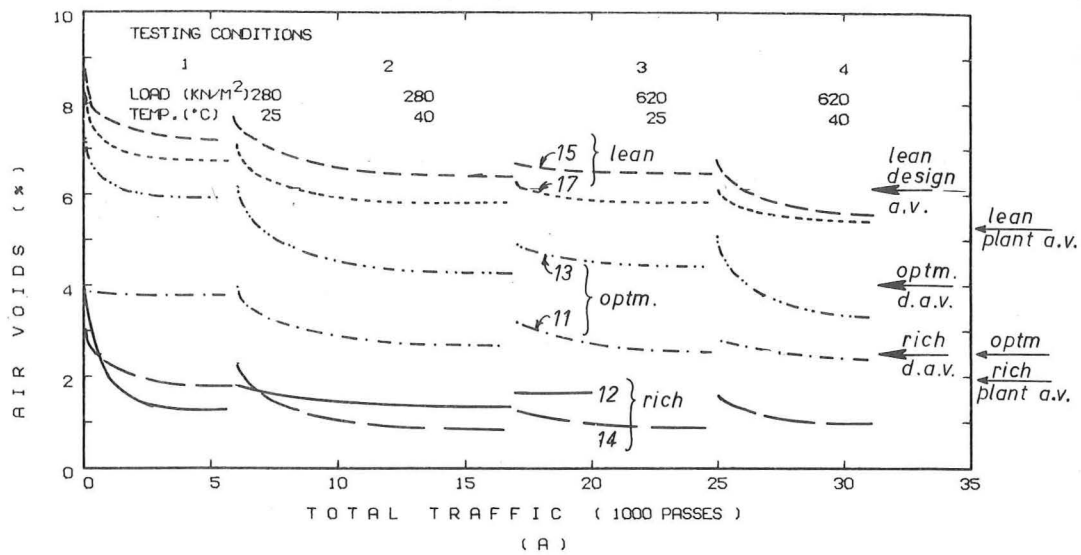 10
8
6
4
2
0
AIR VOIDS (%)
TESTING CONDITIONS
1 2 3 4
LOAD (KN/M²) 280 280 620 620
TEMP. (°C) 25 40 25 40
15
17
lean
13
11
optm.
12
14
rich
lean
design
a.v.
lean
plant a.v.
optm.
d.a.v.
rich
d.a.v.
optm
rich
plant a.v.
0 5 10 15 20 25 30 35
TOTAL TRAFFIC (1000 PASSES)
(A)